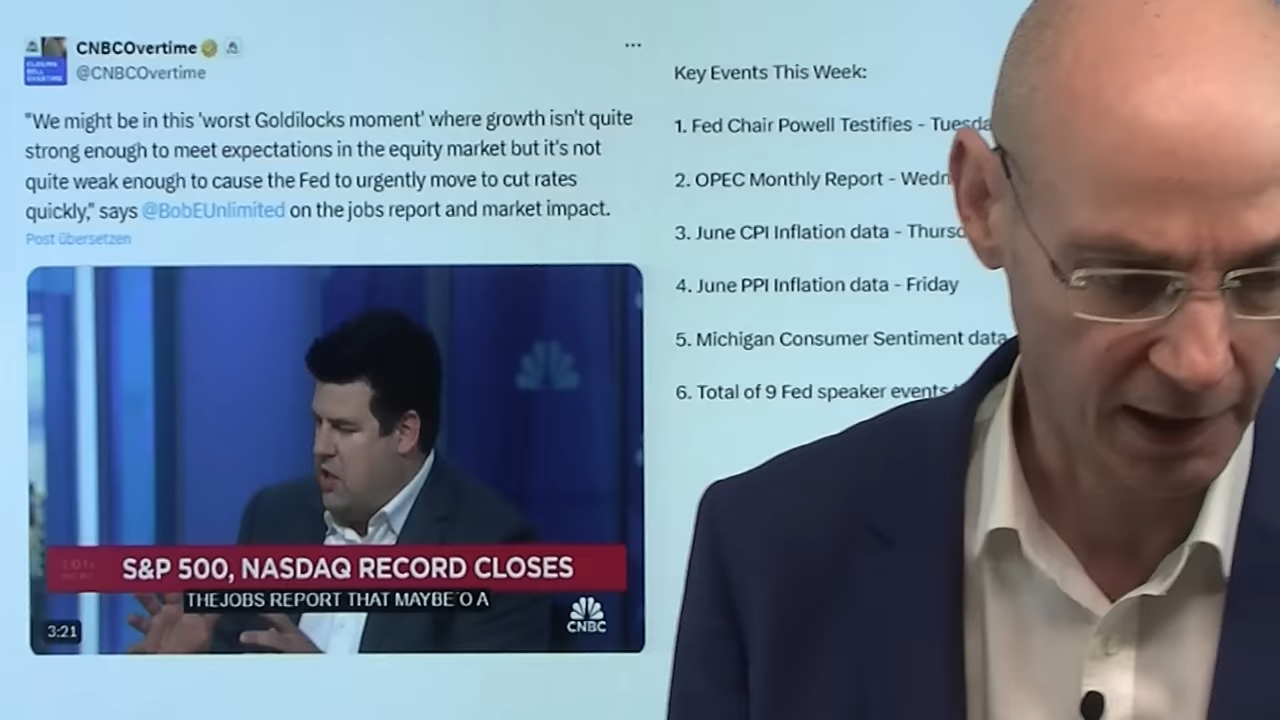 CNBCOvertime
@CNBCOvertime
...
"We might be in this 'worst Goldilocks moment' where growth isn't quite
strong enough to meet expectations in the equity market but it's not
quite weak enough to cause the Fed to urgently move to cut rates
quickly," says @BobEUnlimited on the jobs report and market impact.
Post übersetzen
S&P 500, NASDAQ RECORD CLOSES
THEJOBS REPORT THAT MAYBE O A
CNBC
3:21
Key Events This Week:
1. Fed Chair Powell Testifies - Tuesda
2. OPEC Monthly Report - Wedn
3. June CPI Inflation data - Thursd
4. June PPI Inflation data - Friday
5. Michigan Consumer Sentiment data
6. Total of 9 Fed speaker events